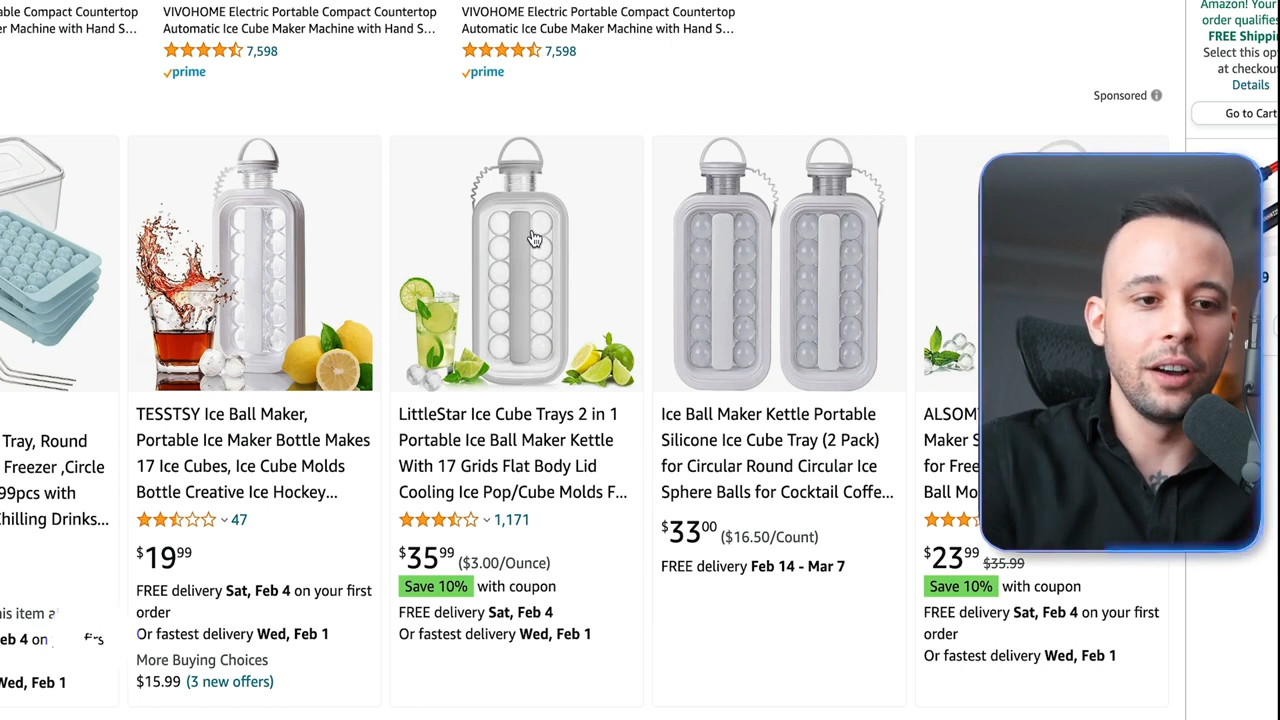 able Compact Countertop
er Machine with Hand S...
VIVOHOME Electric Portable Compact Countertop
Automatic Ice Cube Maker Machine with Hand S...
7,598
prime
VIVOHOME Electric Portable Compact Countertop
Automatic Ice Cube Maker Machine with Hand S...
7,598
prime
Amazon! Your
order qualifies
FREE Shippi
Select this op
at checkout
Details
Go to Cart
Sponsored
Tray, Round
Freezer ,Circle
99pcs with
hilling Drinks...
his item a
eb 4 on
Wed, Feb 1
TESSTSY Ice Ball Maker,
Portable Ice Maker Bottle Makes
17 Ice Cubes, Ice Cube Molds
Bottle Creative Ice Hockey...
47
$1999
FREE delivery Sat, Feb 4 on your first
order
Or fastest delivery Wed, Feb 1
More Buying Choices
$15.99 (3 new offers)
LittleStar Ice Cube Trays 2 in 1
Portable Ice Ball Maker Kettle
With 17 Grids Flat Body Lid
Cooling Ice Pop/Cube Molds F...
1,171
$3599 ($3.00/Ounce)
Save 10% with coupon
FREE delivery Sat, Feb 4
Or fastest delivery Wed, Feb 1
Ice Ball Maker Kettle Portable
Silicone Ice Cube Tray (2 Pack)
for Circular Round Circular Ice
Sphere Balls for Cocktail Coffe...
$3300 ($16.50/Count)
FREE delivery Feb 14 - Mar 7
ALSOM
Maker S
for Free
Ball Mo
$2399 $35.99
Save 10% with coupon
FREE delivery Sat, Feb 4 on your first
order
Or fastest delivery Wed, Feb 1